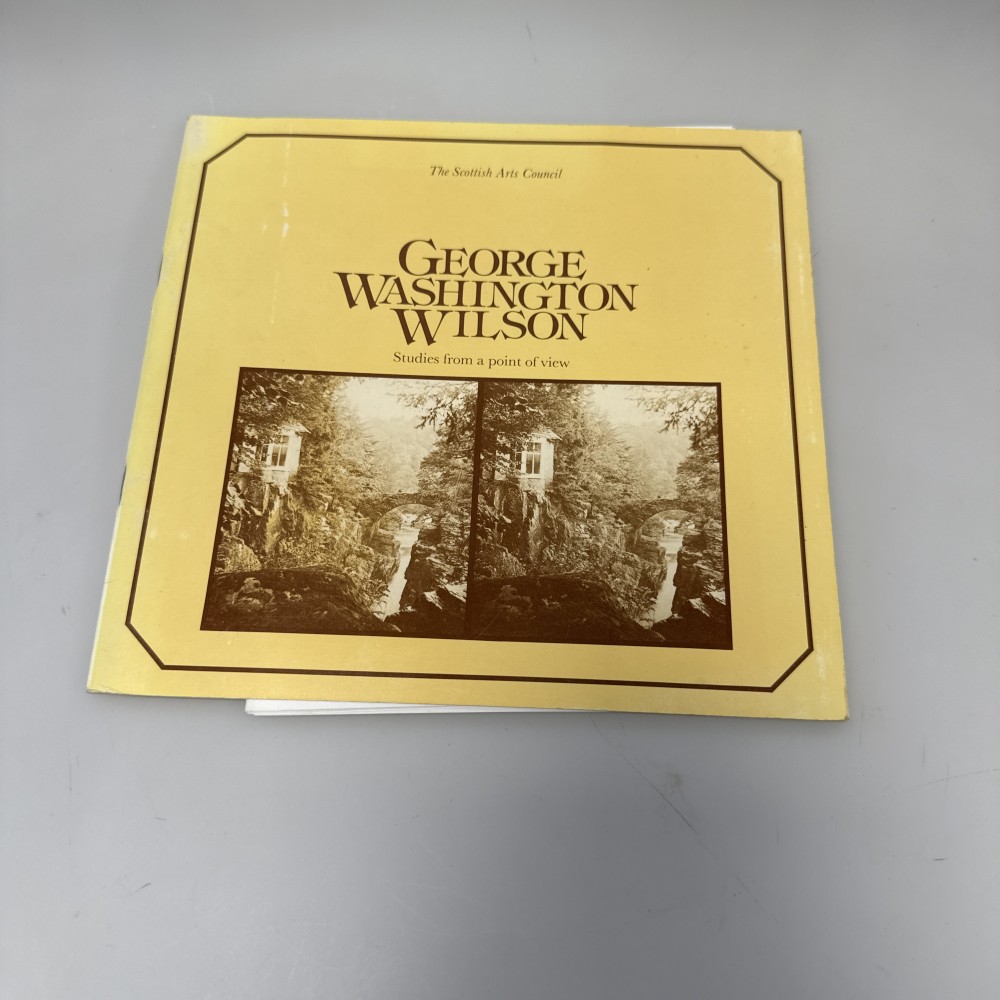 The Scottish Arts Council
GEORGE
WASHINGTON
WILSON
Studies from a point of view